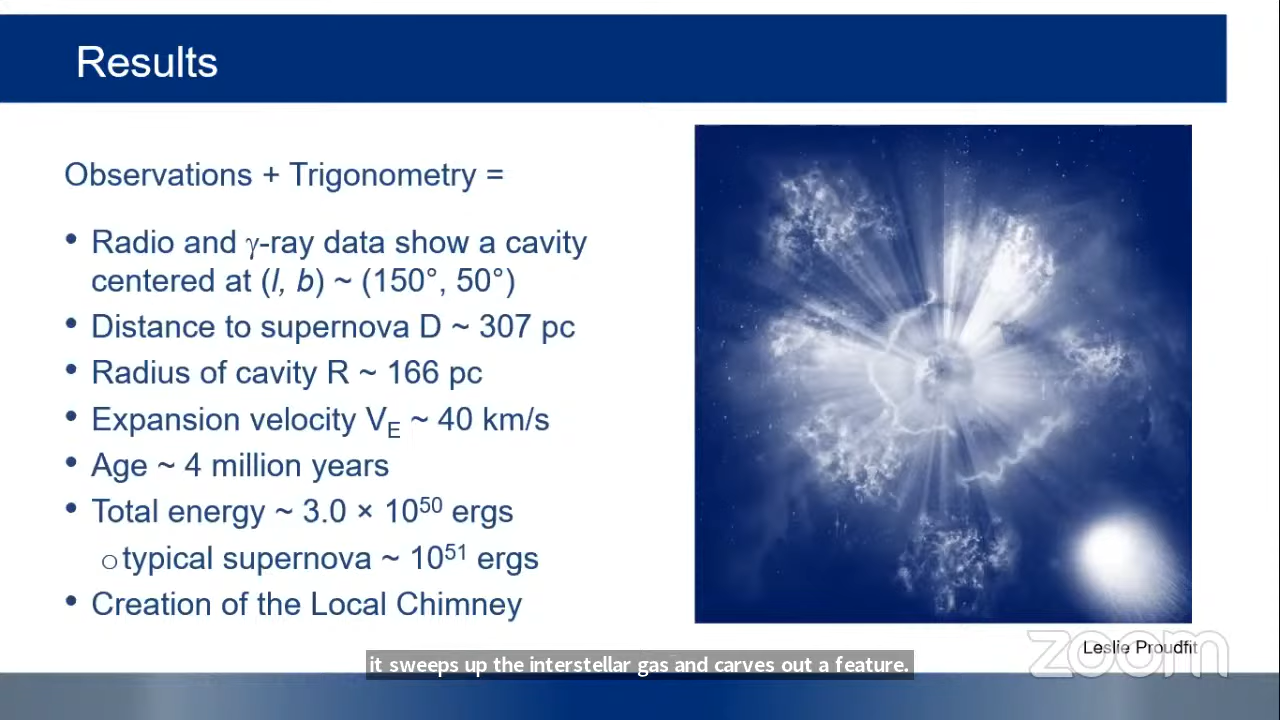 Results
Observations + Trigonometry =
• Radio and γ-ray data show a cavity
centered at (l, b) ~ (150°, 50°)
• Distance to supernova D ~ 307 pc
• Radius of cavity R ~ 166 pc
• Expansion velocity V_E ~ 40 km/s
• Age ~ 4 million years
• Total energy ~ 3.0 × 10⁵⁰ ergs
○ typical supernova ~ 10⁵¹ ergs
• Creation of the Local Chimney
Leslie Proudfit
zoom
it sweeps up the interstellar gas and carves out a feature.